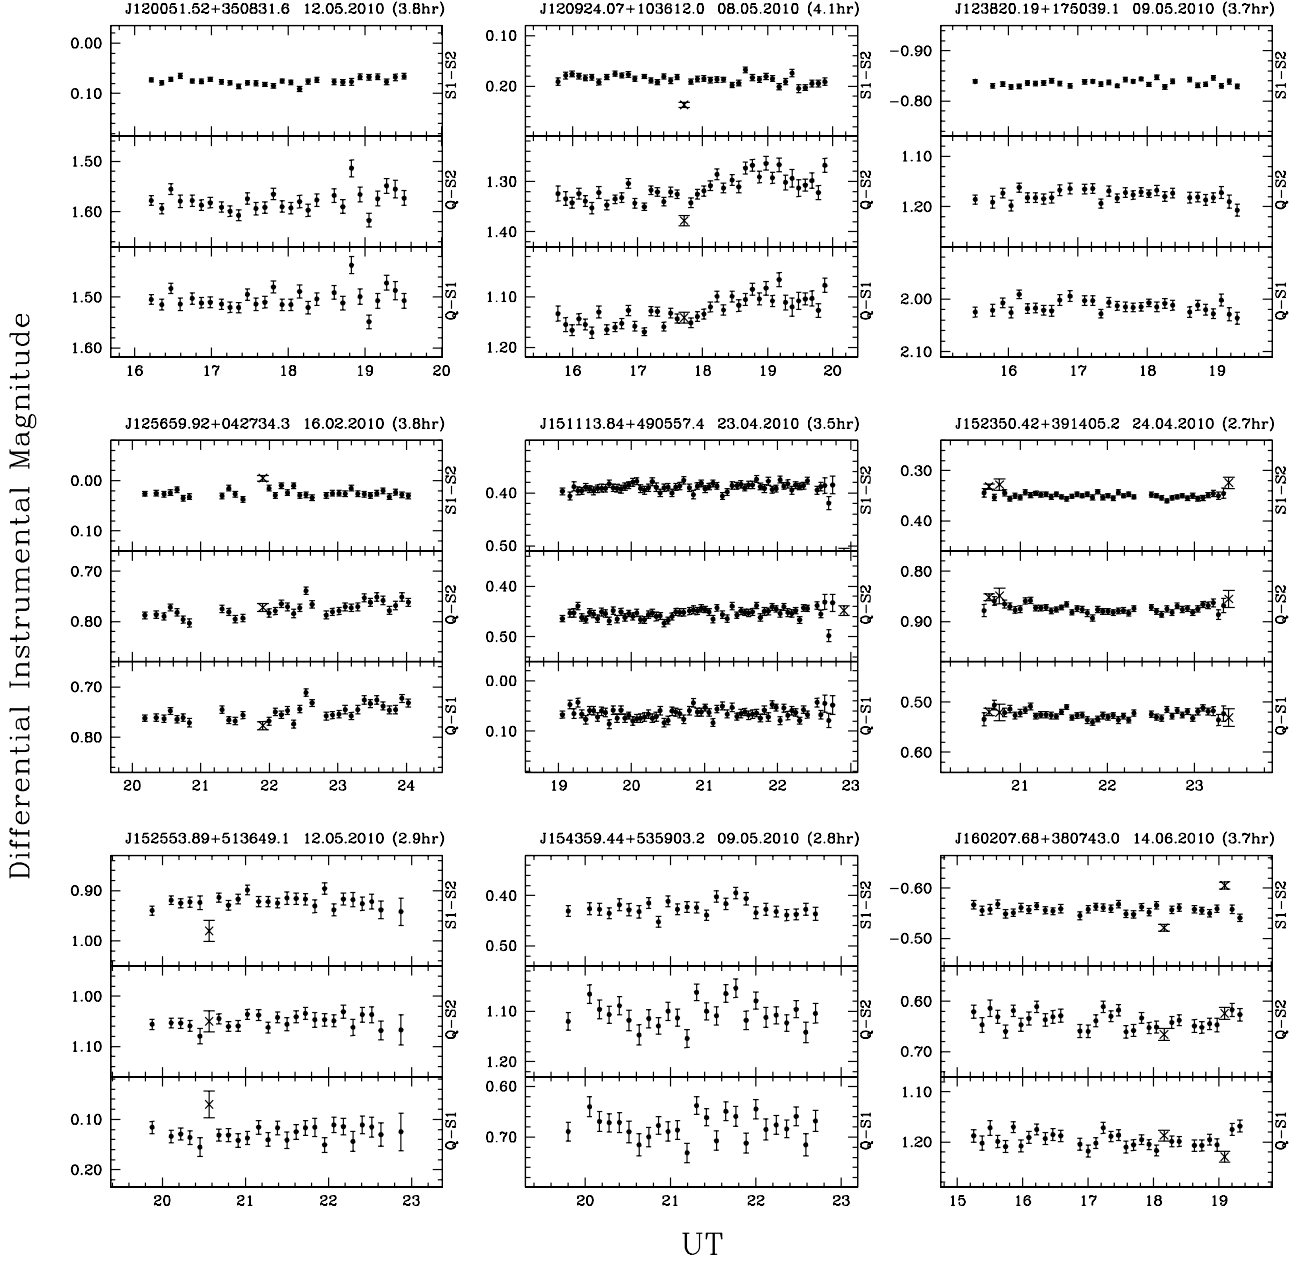 Differential Instrumental Magnitude
J120051.52+350831.6 12.05.2010 (3.8hr)
0.00
0.10
S1-S2
1.50
1.60
Q-S2
1.50
1.60
Q-S1
16 17 18 19 20
J120924.07+103612.0 08.05.2010 (4.1hr)
0.10
0.20
S1-S2
1.30
1.40
Q-S2
1.10
1.20
Q-S1
16 17 18 19 20
J123820.19+175039.1 09.05.2010 (3.7hr)
-0.90
-0.80
S1-S2
1.10
1.20
Q-S2
2.00
2.10
Q-S1
16 17 18 19
J125659.92+042734.3 16.02.2010 (3.8hr)
0.00
0.10
S1-S2
0.70
0.80
Q-S2
0.70
0.80
Q-S1
20 21 22 23 24
J151113.84+490557.4 23.04.2010 (3.5hr)
0.40
0.50
S1-S2
0.40
0.50
Q-S2
0.00
0.10
Q-S1
19 20 21 22 23
J152350.42+391405.2 24.04.2010 (2.7hr)
0.30
0.40
S1-S2
0.80
0.90
Q-S2
0.50
0.60
Q-S1
21 22 23
J152553.89+513649.1 12.05.2010 (2.9hr)
0.90
1.00
S1-S2
1.00
1.10
Q-S2
0.10
0.20
Q-S1
20 21 22 23
J154359.44+535903.2 09.05.2010 (2.8hr)
0.40
0.50
S1-S2
1.10
1.20
Q-S2
0.60
0.70
Q-S1
20 21 22 23
J160207.68+380743.0 14.06.2010 (3.7hr)
-0.60
-0.50
S1-S2
0.60
0.70
Q-S2
1.10
1.20
Q-S1
15 16 17 18 19
UT